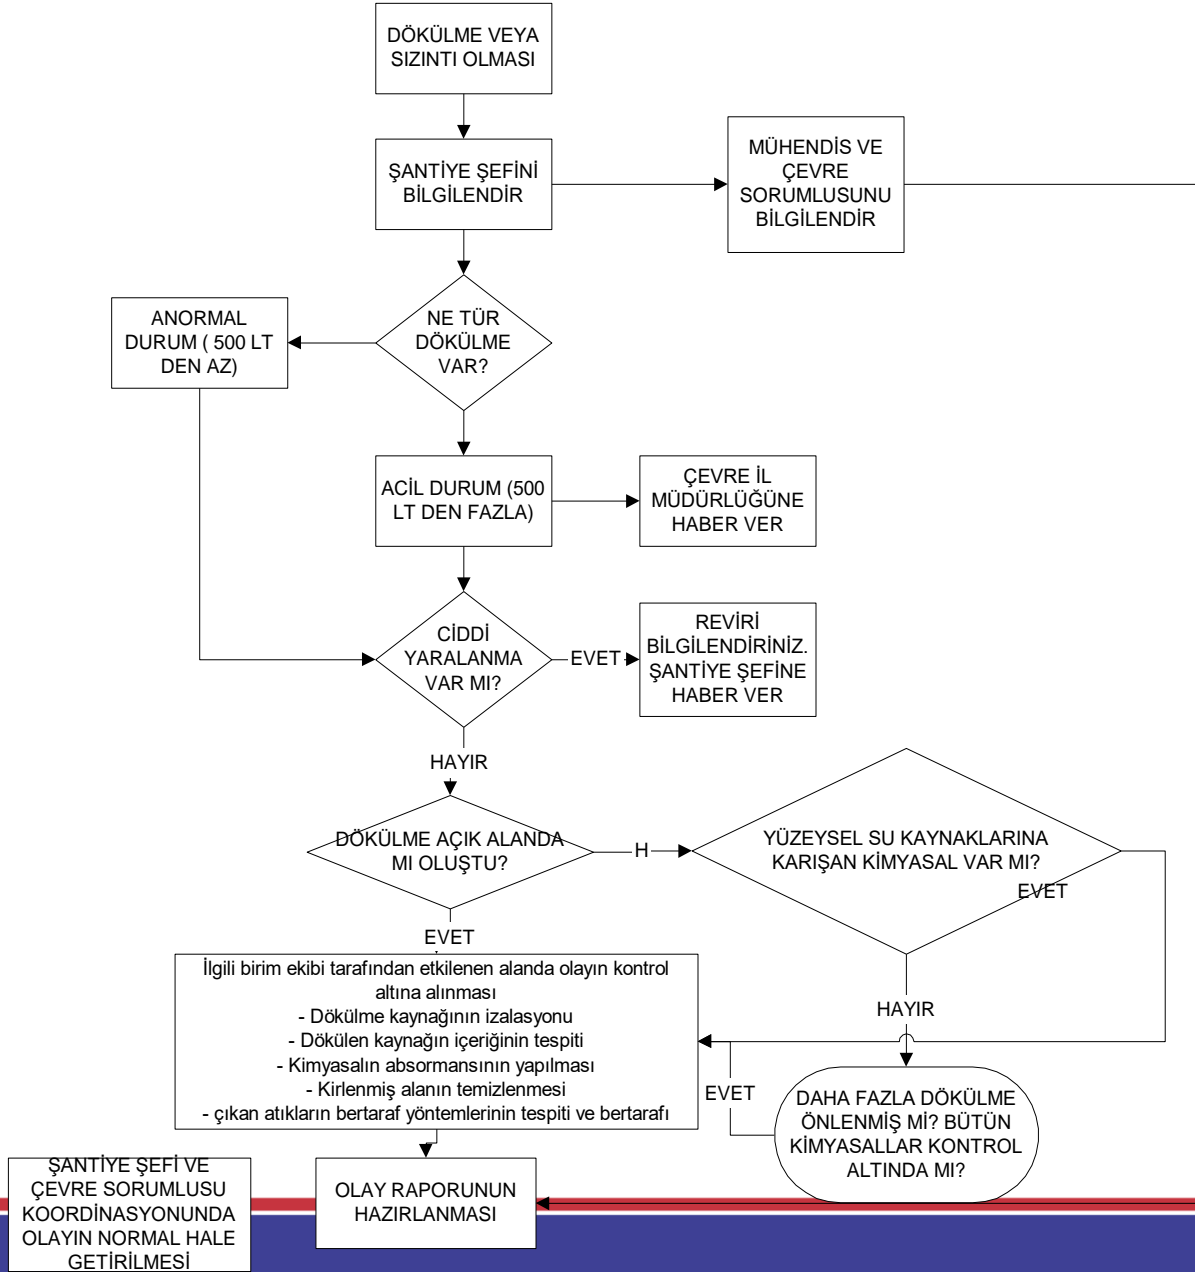 DÖKÜLME VEYA
SIZINTI OLMASI
ŞANTİYE ŞEFİNİ
BİLGİLENDİR
MÜHENDİS VE
ÇEVRE
SORUMLUSUNU
BİLGİLENDİR
NE TÜR
DÖKÜLME
VAR?
ANORMAL
DURUM ( 500 LT
DEN AZ)
ACİL DURUM (500
LT DEN FAZLA)
ÇEVRE İL
MÜDÜRLÜĞÜNE
HABER VER
CİDDİ
YARALANMA
VAR MI?
EVET
REVİRİ
BİLGİLENDİRİNİZ.
ŞANTİYE ŞEFİNE
HABER VER
HAYIR
DÖKÜLME AÇIK ALANDA
MI OLUŞTU?
H
YÜZEYSEL SU KAYNAKLARINA
KARIŞAN KİMYASAL VAR MI?
EVET
EVET
HAYIR
İlgili birim ekibi tarafından etkilenen alanda olayın kontrol
altına alınması
- Dökülme kaynağının izalasyonu
- Dökülen kaynağın içeriğinin tespiti
- Kimyasalın absormansının yapılması
- Kirlenmiş alanın temizlenmesi
- çıkan atıkların bertaraf yöntemlerinin tespiti ve bertarafı
EVET
DAHA FAZLA DÖKÜLME
ÖNLENMİŞ Mİ? BÜTÜN
KİMYASALLAR KONTROL
ALTINDA MI?
ŞANTİYE ŞEFİ VE
ÇEVRE SORUMLUSU
KOORDİNASYONUNDA
OLAYIN NORMAL HALE
GETİRİLMESİ
OLAY RAPORUNUN
HAZIRLANMASI